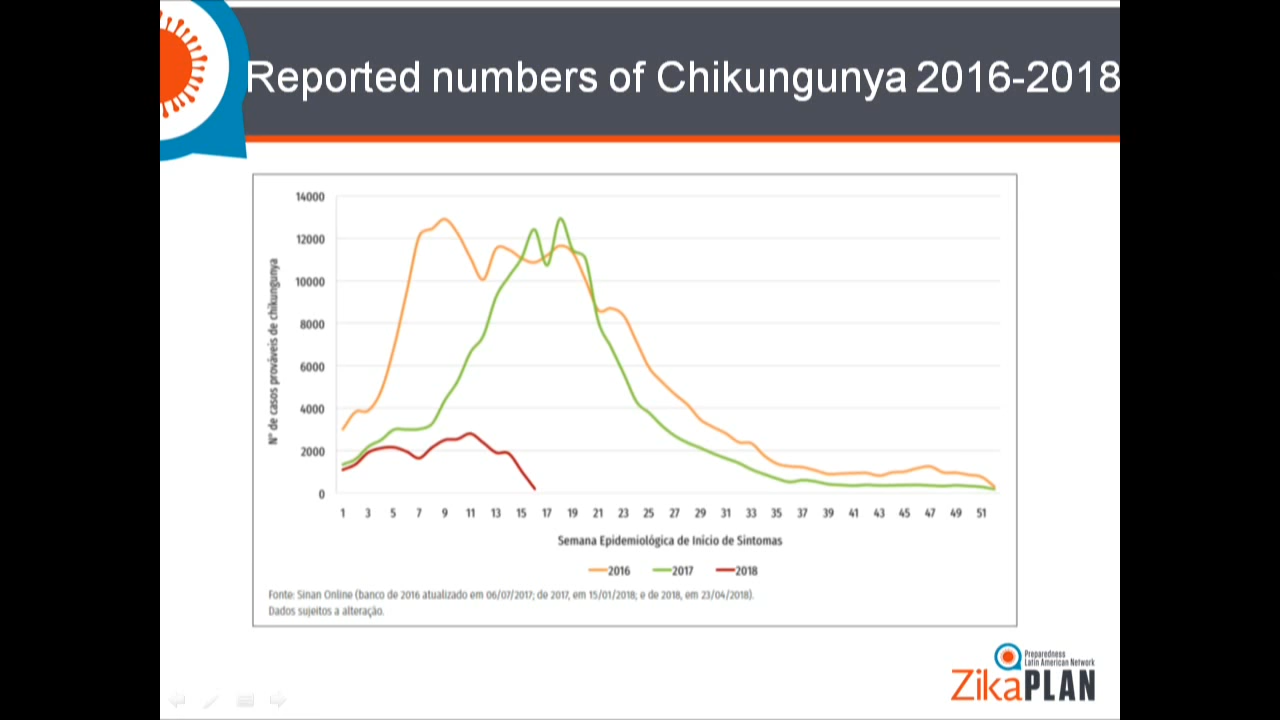 Reported numbers of Chikungunya 2016-2018
14000
12000
10000
8000
6000
4000
2000
0
N° de casos prováveis de chikungunya
1 3 5 7 9 11 13 15 17 19 21 23 25 27 29 31 33 35 37 39 41 43 45 47 49 51
Semana Epidemiológica de Início de Sintomas
2016 2017 2018
Fonte: Sinan Online (banco de 2016 atualizado em 06/07/2017; de 2017, em 15/01/2018; e de 2018, em 23/04/2018).
Dados sujeitos a alteração.
Preparedness
Latin American Network
ZikaPLAN